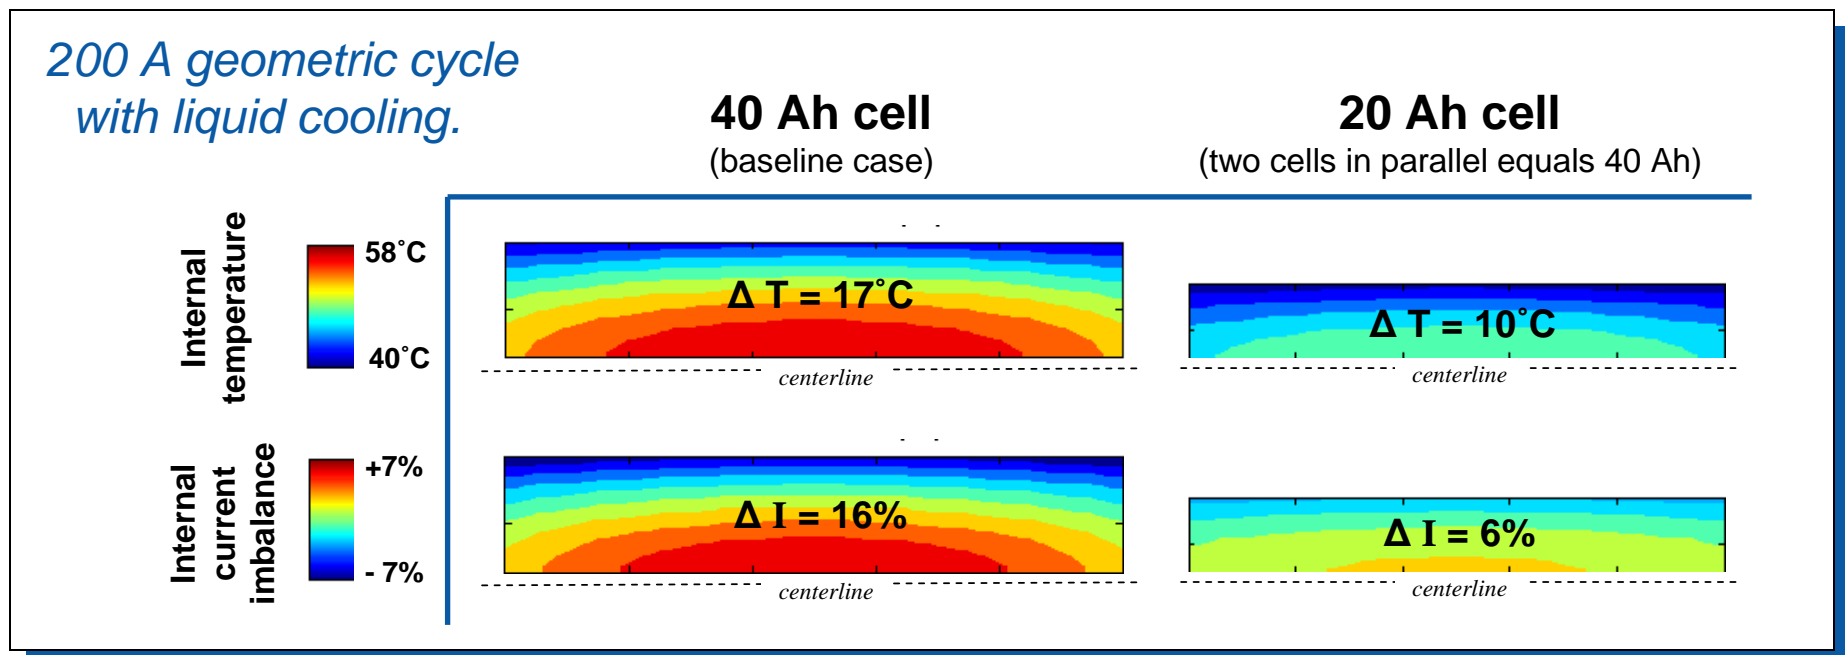 200 A geometric cycle
with liquid cooling.
40 Ah cell
(baseline case)
20 Ah cell
(two cells in parallel equals 40 Ah)
Internal
temperature
58˚C
40˚C
Δ T = 17˚C
centerline
Δ T = 10˚C
centerline
Internal
current
imbalance
+7%
- 7%
Δ I = 16%
centerline
Δ I = 6%
centerline